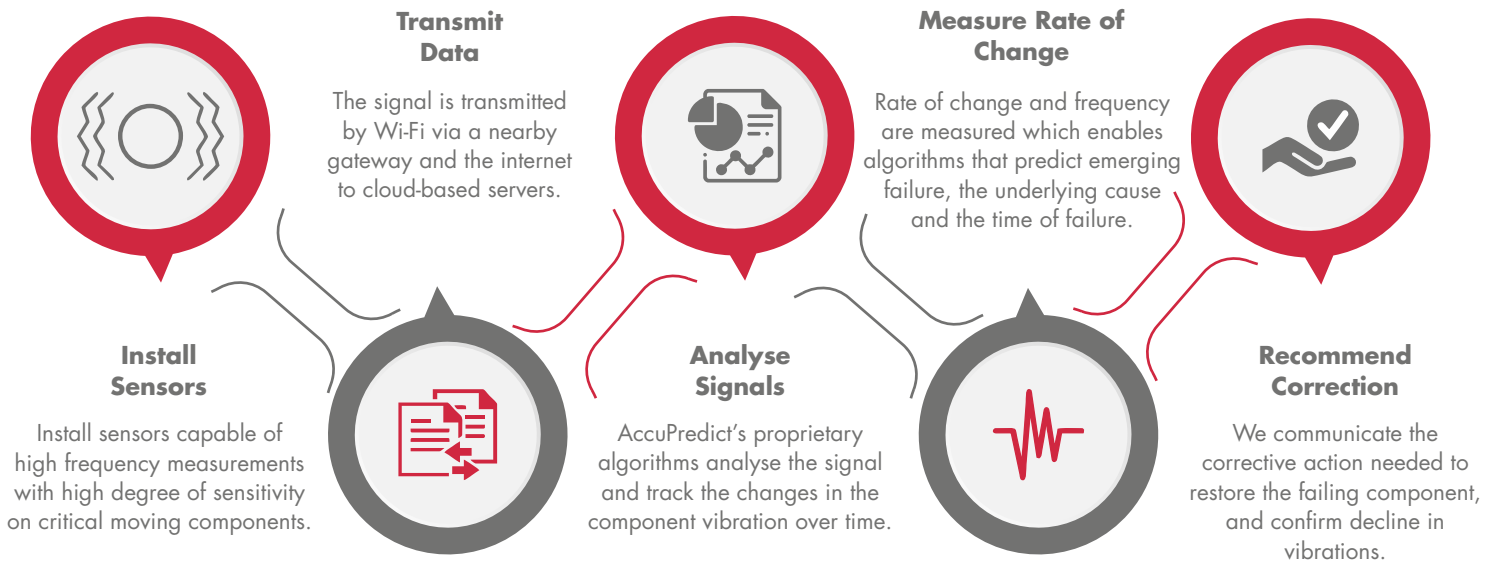 Install
Sensors
Install sensors capable of
high frequency measurements
with high degree of sensitivity
on critical moving components.
Transmit
Data
The signal is transmitted
by Wi-Fi via a nearby
gateway and the internet
to cloud-based servers.
Analyse
Signals
AccuPredict’s proprietary
algorithms analyse the signal
and track the changes in the
component vibration over time.
Measure Rate of
Change
Rate of change and frequency
are measured which enables
algorithms that predict emerging
failure, the underlying cause
and the time of failure.
Recommend
Correction
We communicate the
corrective action needed to
restore the failing component,
and confirm decline in
vibrations.